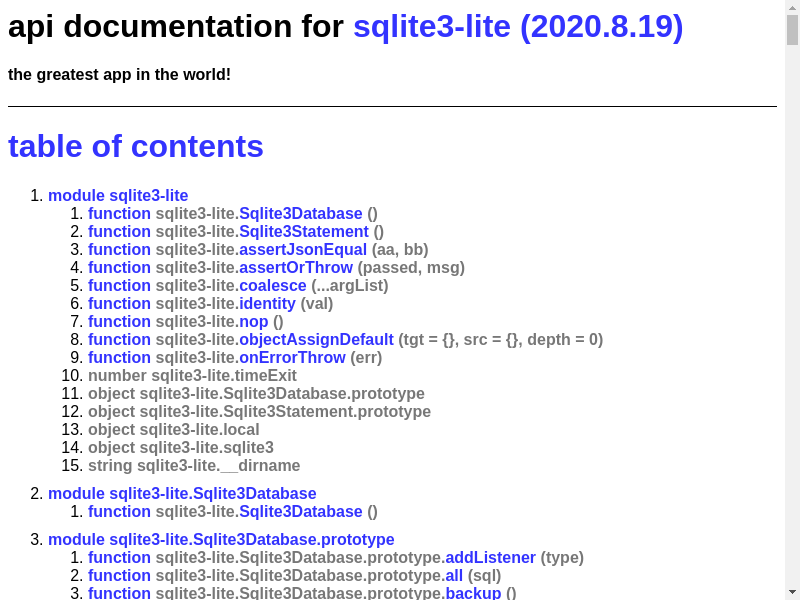 api documentation for sqlite3-lite (2020.8.19)
the greatest app in the world!
table of contents
1. module sqlite3-lite
1. function sqlite3-lite.Sqlite3Database ()
2. function sqlite3-lite.Sqlite3Statement ()
3. function sqlite3-lite.assertJsonEqual (aa, bb)
4. function sqlite3-lite.assertOrThrow (passed, msg)
5. function sqlite3-lite.coalesce (...argList)
6. function sqlite3-lite.identity (val)
7. function sqlite3-lite.nop ()
8. function sqlite3-lite.objectAssignDefault (tgt = {}, src = {}, depth = 0)
9. function sqlite3-lite.onErrorThrow (err)
10. number sqlite3-lite.timeExit
11. object sqlite3-lite.Sqlite3Database.prototype
12. object sqlite3-lite.Sqlite3Statement.prototype
13. object sqlite3-lite.local
14. object sqlite3-lite.sqlite3
15. string sqlite3-lite.__dirname
2. module sqlite3-lite.Sqlite3Database
1. function sqlite3-lite.Sqlite3Database ()
3. module sqlite3-lite.Sqlite3Database.prototype
1. function sqlite3-lite.Sqlite3Database.prototype.addListener (type)
2. function sqlite3-lite.Sqlite3Database.prototype.all (sql)
3. function sqlite3-lite.Sqlite3Database.prototype.backup ()